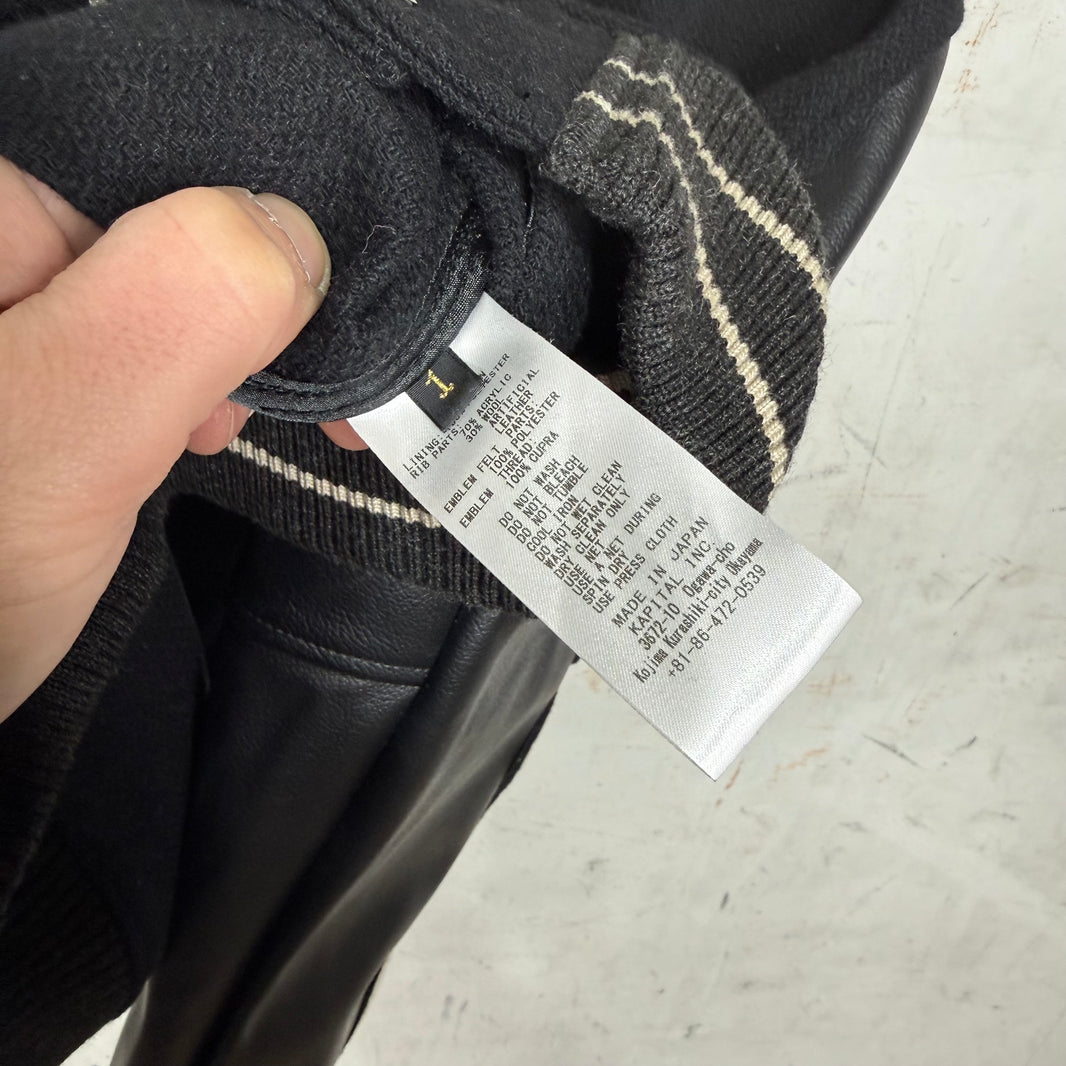 1
LINING
RIB PARTS: 70% ACRYLIC
30% WOOL
EMBLEM FELT PARTS
100% POLYESTER
EMBLEM THREAD:
100% CUPRA
ARTIFICIAL
LEATHER
DO NOT WASH
DO NOT BLEACH
DO NOT TUMBLE
COOL IRON
DO NOT WET CLEAN
WASH SEPARATELY
DRY CLEAN ONLY
USE NET DURING
SPIN DRY
USE A PRESS CLOTH
MADE IN JAPAN
KAPITAL INC.
3672-10 Ogawa-cho
Kojima Kurashiki-city Okayama
+81-86-472-0539